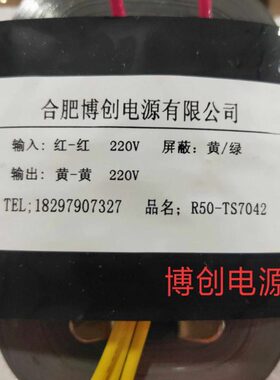 合肥博创电源有限公司
输入: 红-红 220V 屏蔽: 黄/绿
输出: 黄-黄 220V
TEL;18297907327 品名; R50-TS7042
博创电源